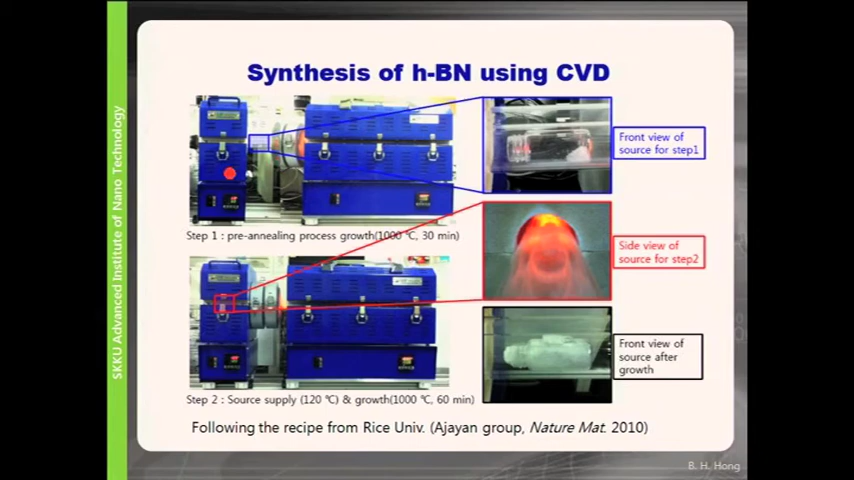 Synthesis of h-BN using CVD
Front view of
source for step1
Step 1 : pre-annealing process growth(1000 ℃, 30 min)
Side view of
source for step2
Front view of
source after
growth
Step 2 : Source supply (120 ℃) & growth(1000 ℃, 60 min)
Following the recipe from Rice Univ. (Ajayan group, Nature Mat. 2010)
SKKU Advanced Institute of Nano Technology
B. H. Hong